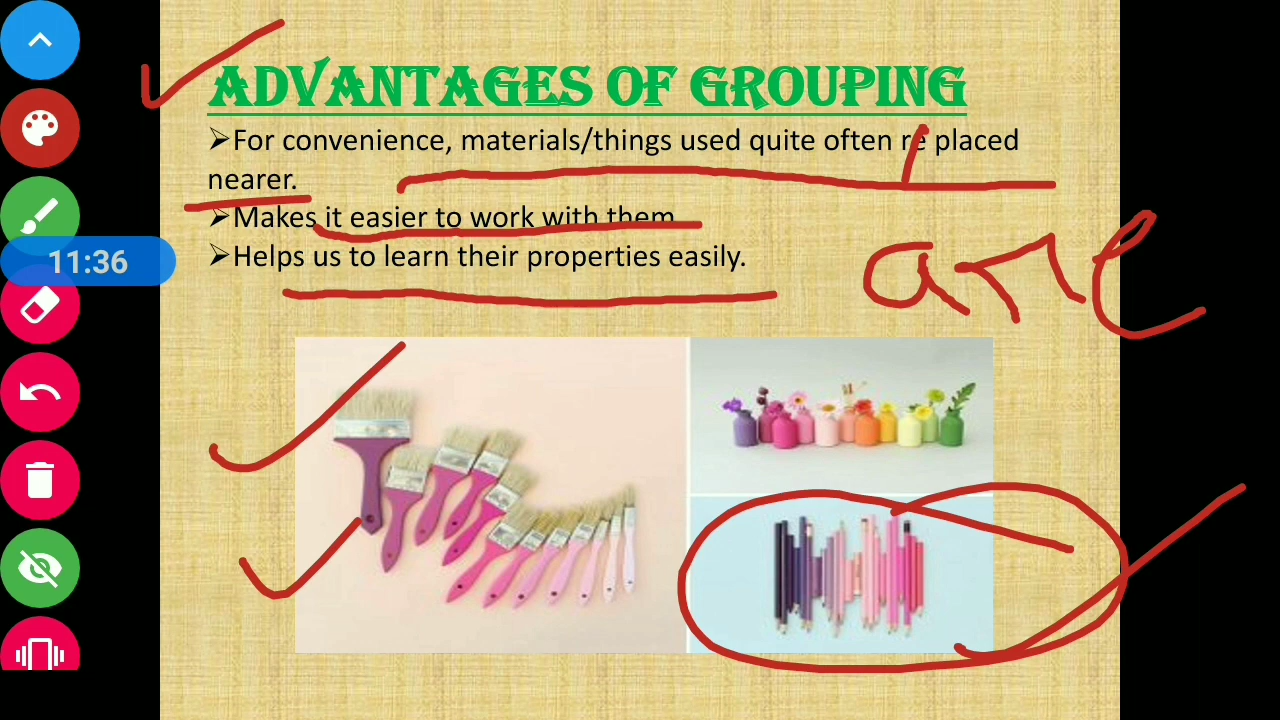 ADVANTAGES OF GROUPING
➢For convenience, materials/things used quite often re placed
nearer.
➢Makes it easier to work with them
➢Helps us to learn their properties easily.
are
11:36